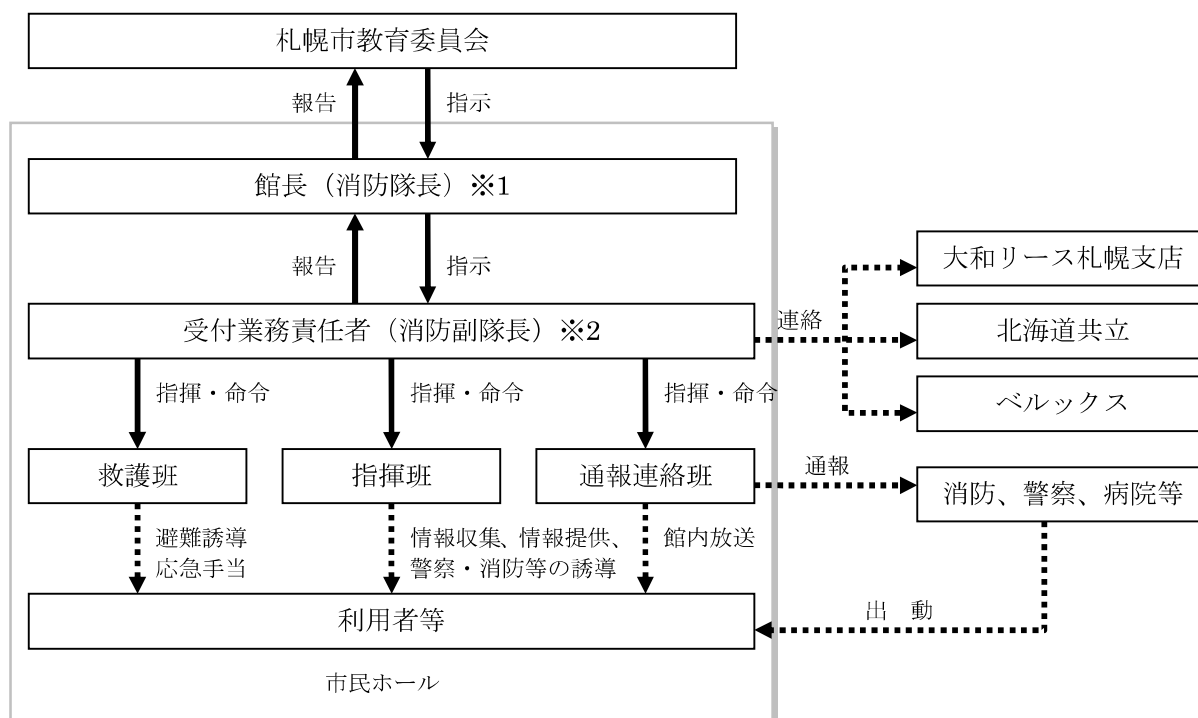 札幌市教育委員会
報告
指示
館長（消防隊長）※1
報告
指示
大和リース札幌支店
受付業務責任者（消防副隊長）※2
連絡
北海道共立
ベルックス
指揮・命令
指揮・命令
指揮・命令
救護班
指揮班
通報連絡班
通報
消防、警察、病院等
避難誘導
応急手当
情報収集、情報提供、
警察・消防等の誘導
館内放送
利用者等
出　動
市民ホール